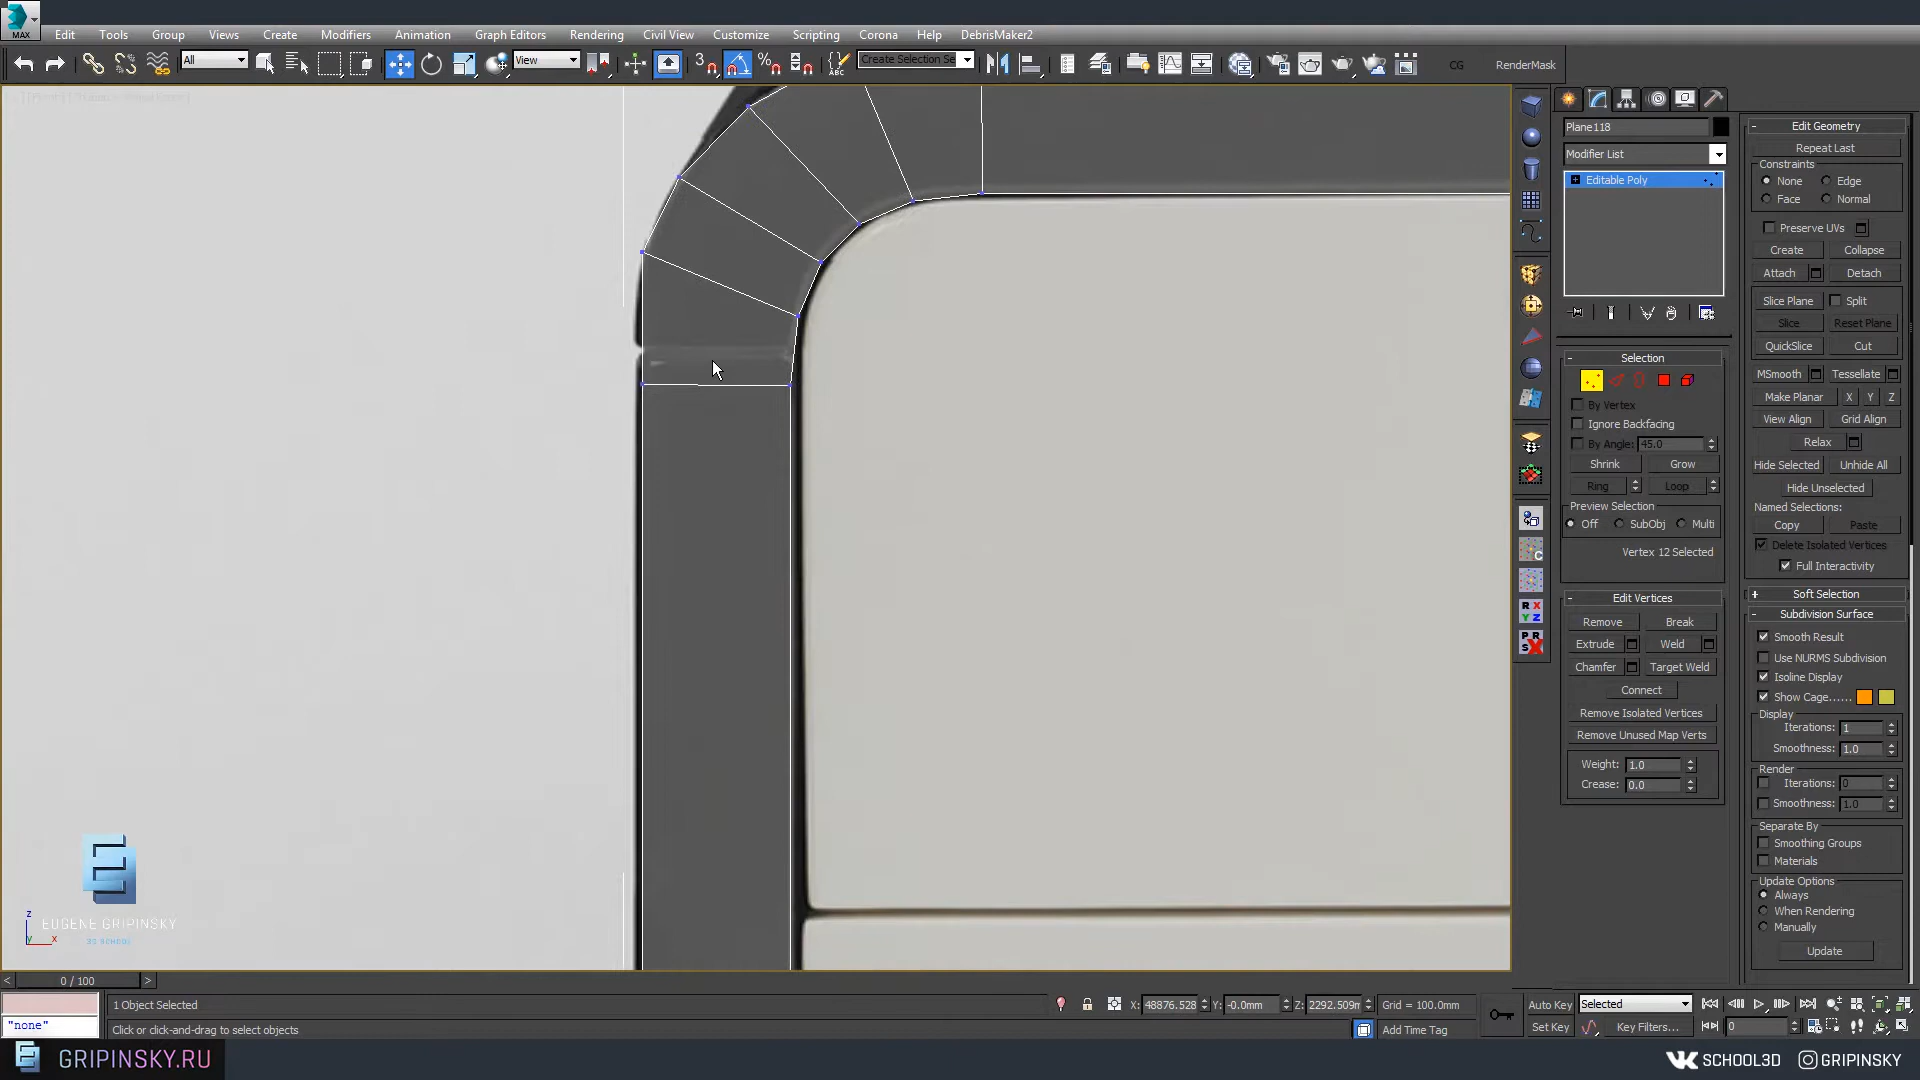 MAX
Edit Tools Group Views Create Modifiers Animation Graph Editors Rendering Civil View Customize Scripting Corona Help DebrisMaker2
All View 3 % ABC Create Selection Se CG RenderMask
Plane118
Modifier List
Editable Poly
Selection
By Vertex
Ignore Backfacing
By Angle: 45.0
Shrink Grow
Ring Loop
Preview Selection
Off SubObj Multi
Vertex 12 Selected
Edit Vertices
Remove Break
Extrude Weld
Chamfer Target Weld
Connect
Remove Isolated Vertices
Remove Unused Map Verts
Weight: 1.0
Crease: 0.0
Edit Geometry
Repeat Last
Constraints
None Edge
Face Normal
Preserve UVs
Create Collapse
Attach Detach
Slice Plane Split
Slice Reset Plane
QuickSlice Cut
MSmooth Tessellate
Make Planar X Y Z
View Align Grid Align
Relax
Hide Selected Unhide All
Hide Unselected
Named Selections:
Copy Paste
Delete Isolated Vertices
Full Interactivity
Soft Selection
Subdivision Surface
Smooth Result
Use NURMS Subdivision
Isoline Display
Show Cage......
Display
Iterations: 1
Smoothness: 1.0
Render
Iterations: 0
Smoothness: 1.0
Separate By
Smoothing Groups
Materials
Update Options
Always
When Rendering
Manually
Update
EUGENE GRIPINSKY
3D SCHOOL
z
y x
< 0 / 100 >
1 Object Selected X: 48876.528 Y: -0.0mm Z: 2292.509m Grid = 100.0mm Auto Key Selected
"none" Click or click-and-drag to select objects Add Time Tag Set Key Key Filters... 0
GRIPINSKY.RU SCHOOL3D GRIPINSKY